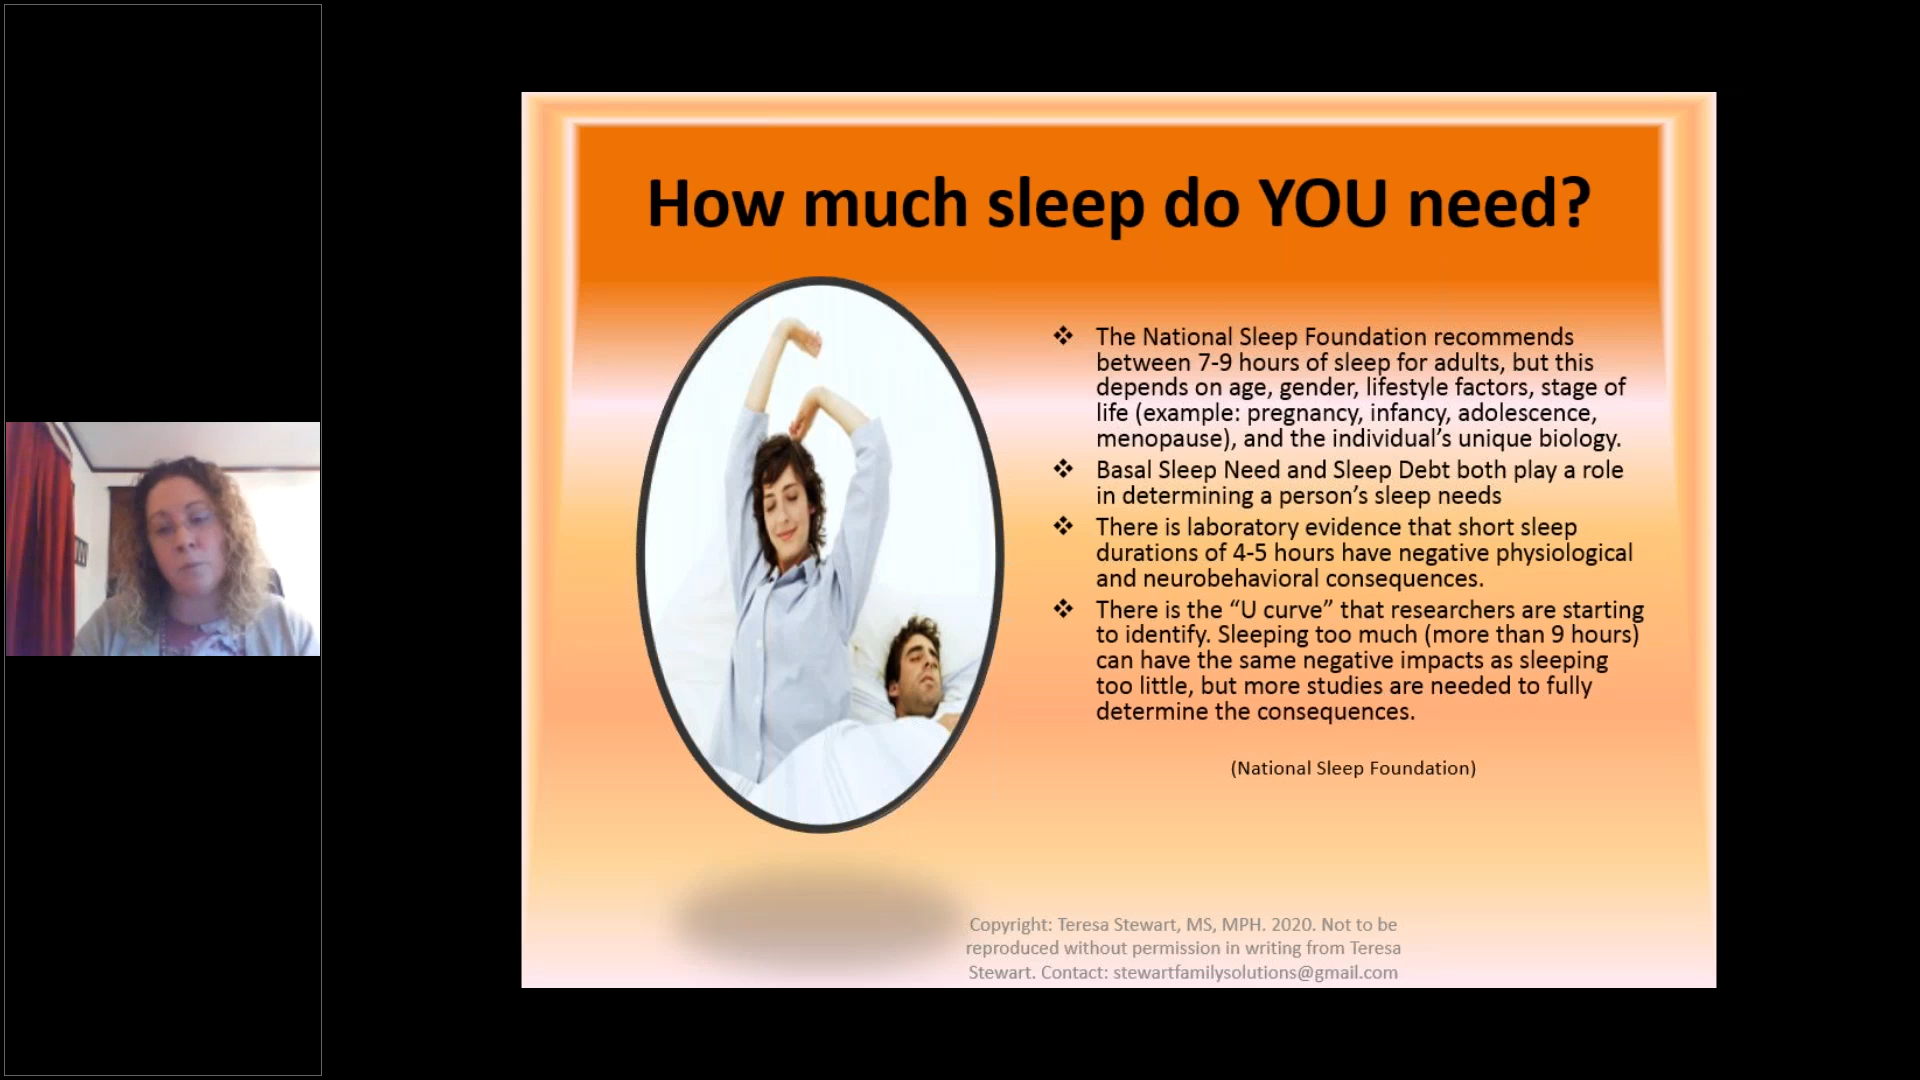 How much sleep do YOU need?
❖ The National Sleep Foundation recommends
between 7-9 hours of sleep for adults, but this
depends on age, gender, lifestyle factors, stage of
life (example: pregnancy, infancy, adolescence,
menopause), and the individual’s unique biology.
❖ Basal Sleep Need and Sleep Debt both play a role
in determining a person’s sleep needs
❖ There is laboratory evidence that short sleep
durations of 4-5 hours have negative physiological
and neurobehavioral consequences.
❖ There is the “U curve” that researchers are starting
to identify. Sleeping too much (more than 9 hours)
can have the same negative impacts as sleeping
too little, but more studies are needed to fully
determine the consequences.
(National Sleep Foundation)
Copyright: Teresa Stewart, MS, MPH. 2020. Not to be
reproduced without permission in writing from Teresa
Stewart. Contact: stewartfamilysolutions@gmail.com